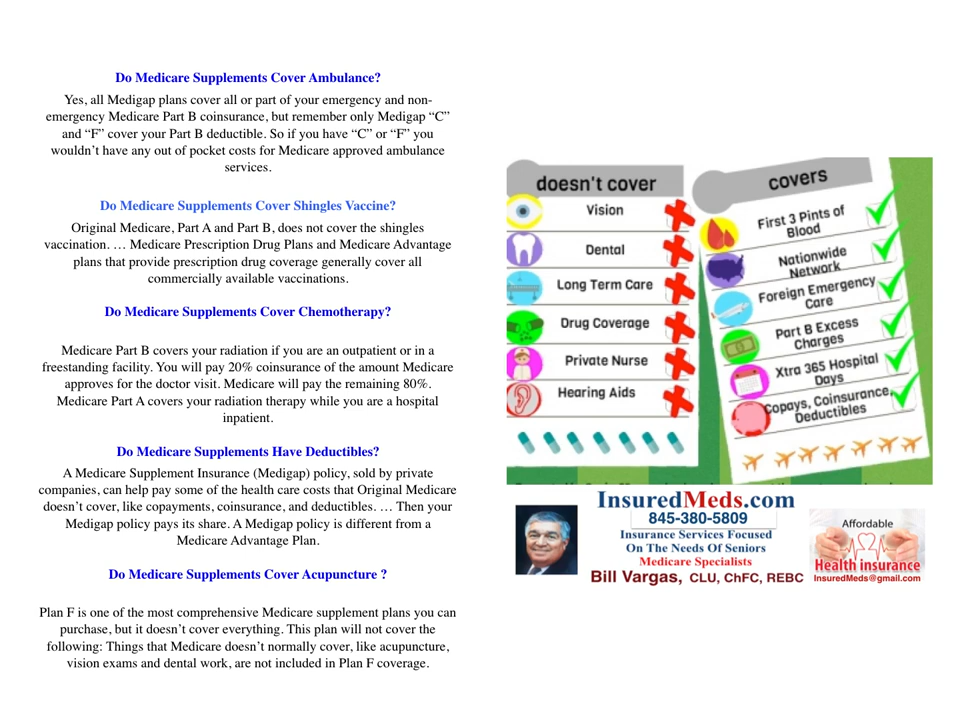 Do Medicare Supplements Cover Ambulance?
Yes, all Medigap plans cover all or part of your emergency and non-
emergency Medicare Part B coinsurance, but remember only Medigap “C”
and “F” cover your Part B deductible. So if you have “C” or “F” you
wouldn’t have any out of pocket costs for Medicare approved ambulance
services.
Do Medicare Supplements Cover Shingles Vaccine?
Original Medicare, Part A and Part B, does not cover the shingles
vaccination. … Medicare Prescription Drug Plans and Medicare Advantage
plans that provide prescription drug coverage generally cover all
commercially available vaccinations.
Do Medicare Supplements Cover Chemotherapy?
Medicare Part B covers your radiation if you are an outpatient or in a
freestanding facility. You will pay 20% coinsurance of the amount Medicare
approves for the doctor visit. Medicare will pay the remaining 80%.
Medicare Part A covers your radiation therapy while you are a hospital
inpatient.
Do Medicare Supplements Have Deductibles?
A Medicare Supplement Insurance (Medigap) policy, sold by private
companies, can help pay some of the health care costs that Original Medicare
doesn’t cover, like copayments, coinsurance, and deductibles. … Then your
Medigap policy pays its share. A Medigap policy is different from a
Medicare Advantage Plan.
Do Medicare Supplements Cover Acupuncture ?
Plan F is one of the most comprehensive Medicare supplement plans you can
purchase, but it doesn’t cover everything. This plan will not cover the
following: Things that Medicare doesn’t normally cover, like acupuncture,
vision exams and dental work, are not included in Plan F coverage.
doesn't cover
Vision
Dental
Long Term Care
Drug Coverage
Private Nurse
Hearing Aids
covers
First 3 Pints of
Blood
Nationwide
Network
Foreign Emergency
Care
Part B Excess
Charges
Xtra 365 Hospital
Days
Copays, Coinsurance,
Deductibles
InsuredMeds.com
845-380-5809
Insurance Services Focused
On The Needs Of Seniors
Medicare Specialists
Bill Vargas, CLU, ChFC, REBC
Affordable
Health insurance
InsuredMeds@gmail.com